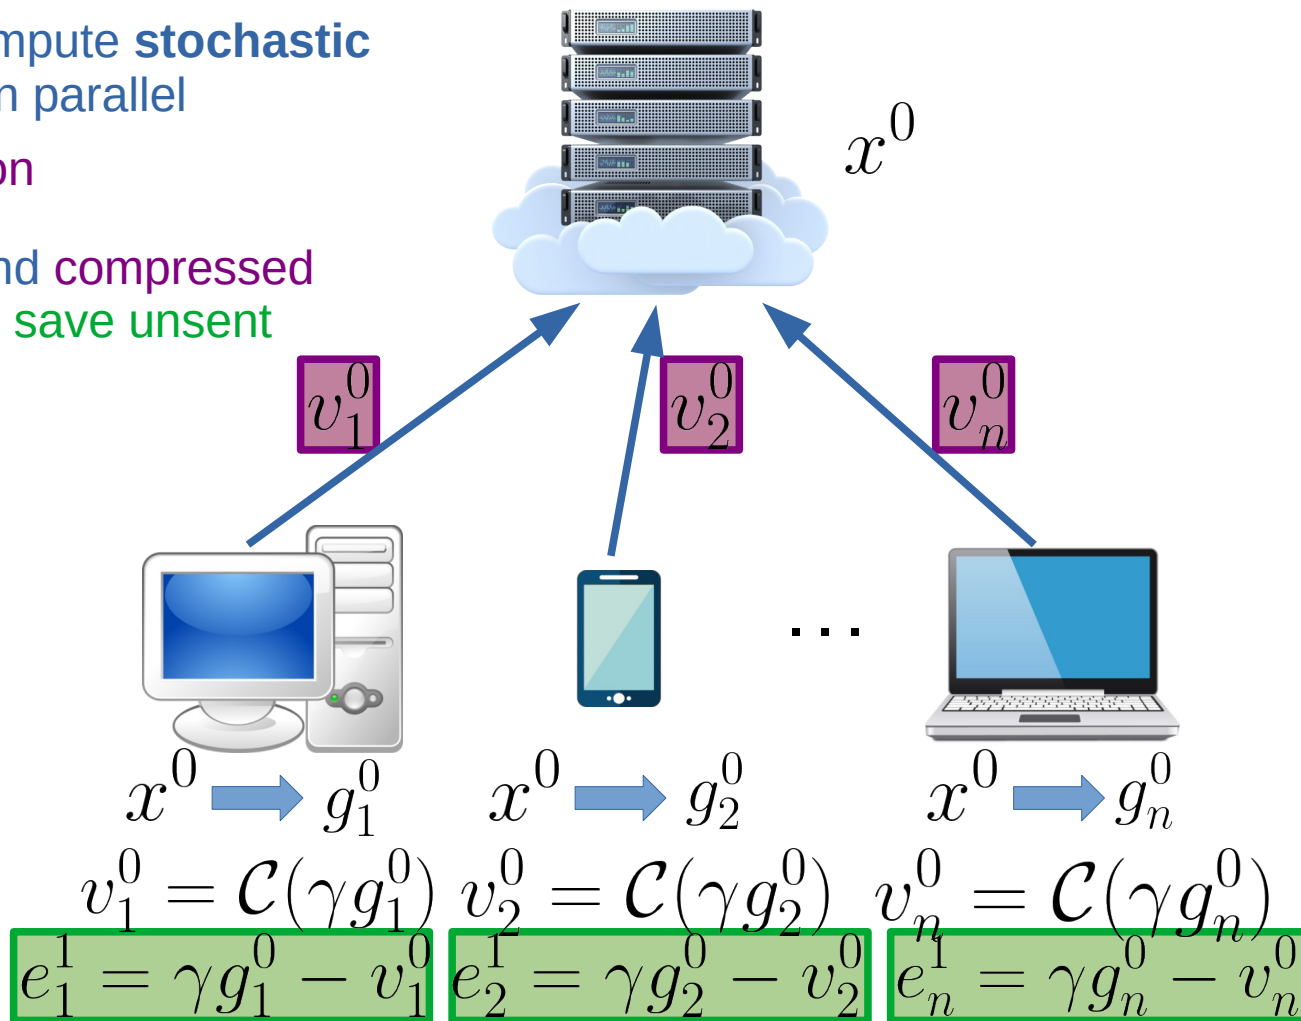 mpute stochastic
n parallel
on
nd compressed
save unsent
x^0
v_1^0 v_2^0 v_n^0
...
x^0 g_1^0 x^0 g_2^0 x^0 g_n^0
v_1^0 = C(γg_1^0) v_2^0 = C(γg_2^0) v_n^0 = C(γg_n^0)
e_1^1 = γg_1^0 − v_1^0 e_2^1 = γg_2^0 − v_2^0 e_n^1 = γg_n^0 − v_n^0